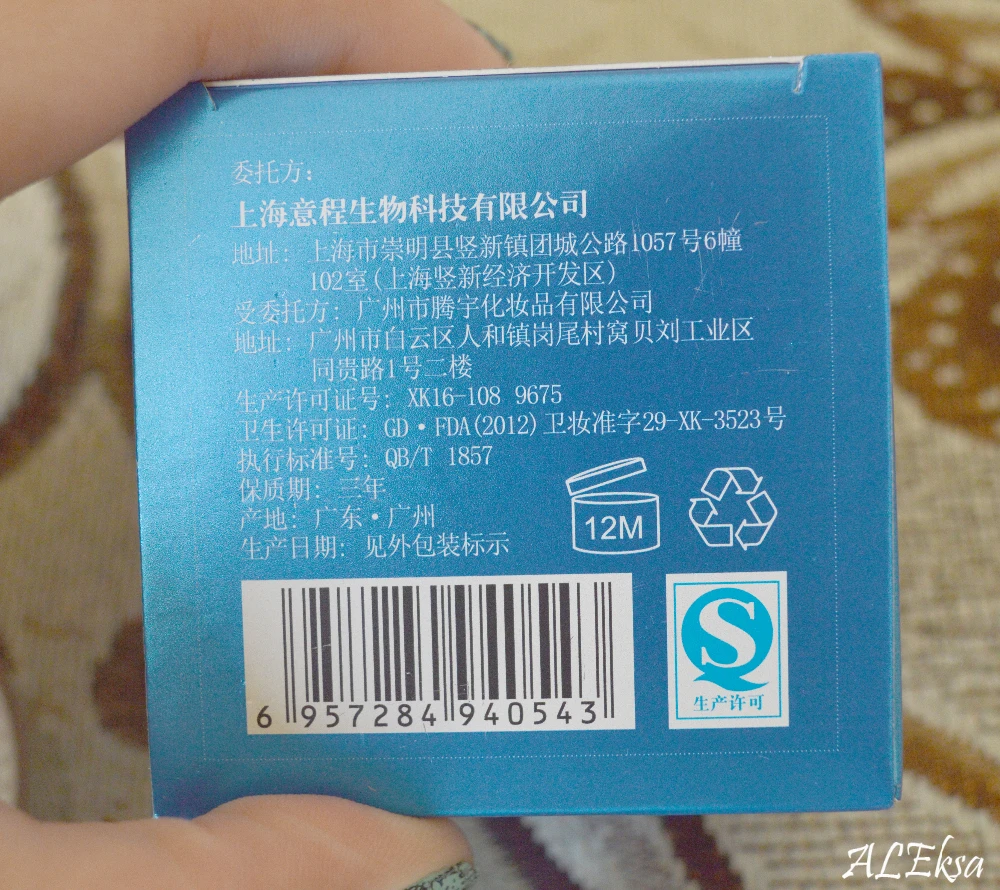 委托方:
上海意程生物科技有限公司
地址: 上海市崇明县竖新镇团城公路1057号6幢
102室(上海竖新经济开发区)
受委托方: 广州市腾宇化妆品有限公司
地址: 广州市白云区人和镇岗尾村窝贝刘工业区
同贵路1号二楼
生产许可证号: XK16-108 9675
卫生许可证: GD·FDA(2012)卫妆准字29-XK-3523号
执行标准号: QB/T 1857
保质期: 三年
产地: 广东·广州
生产日期: 见外包装标示
12M
6 957284 940543
S
生产许可
ALEksa